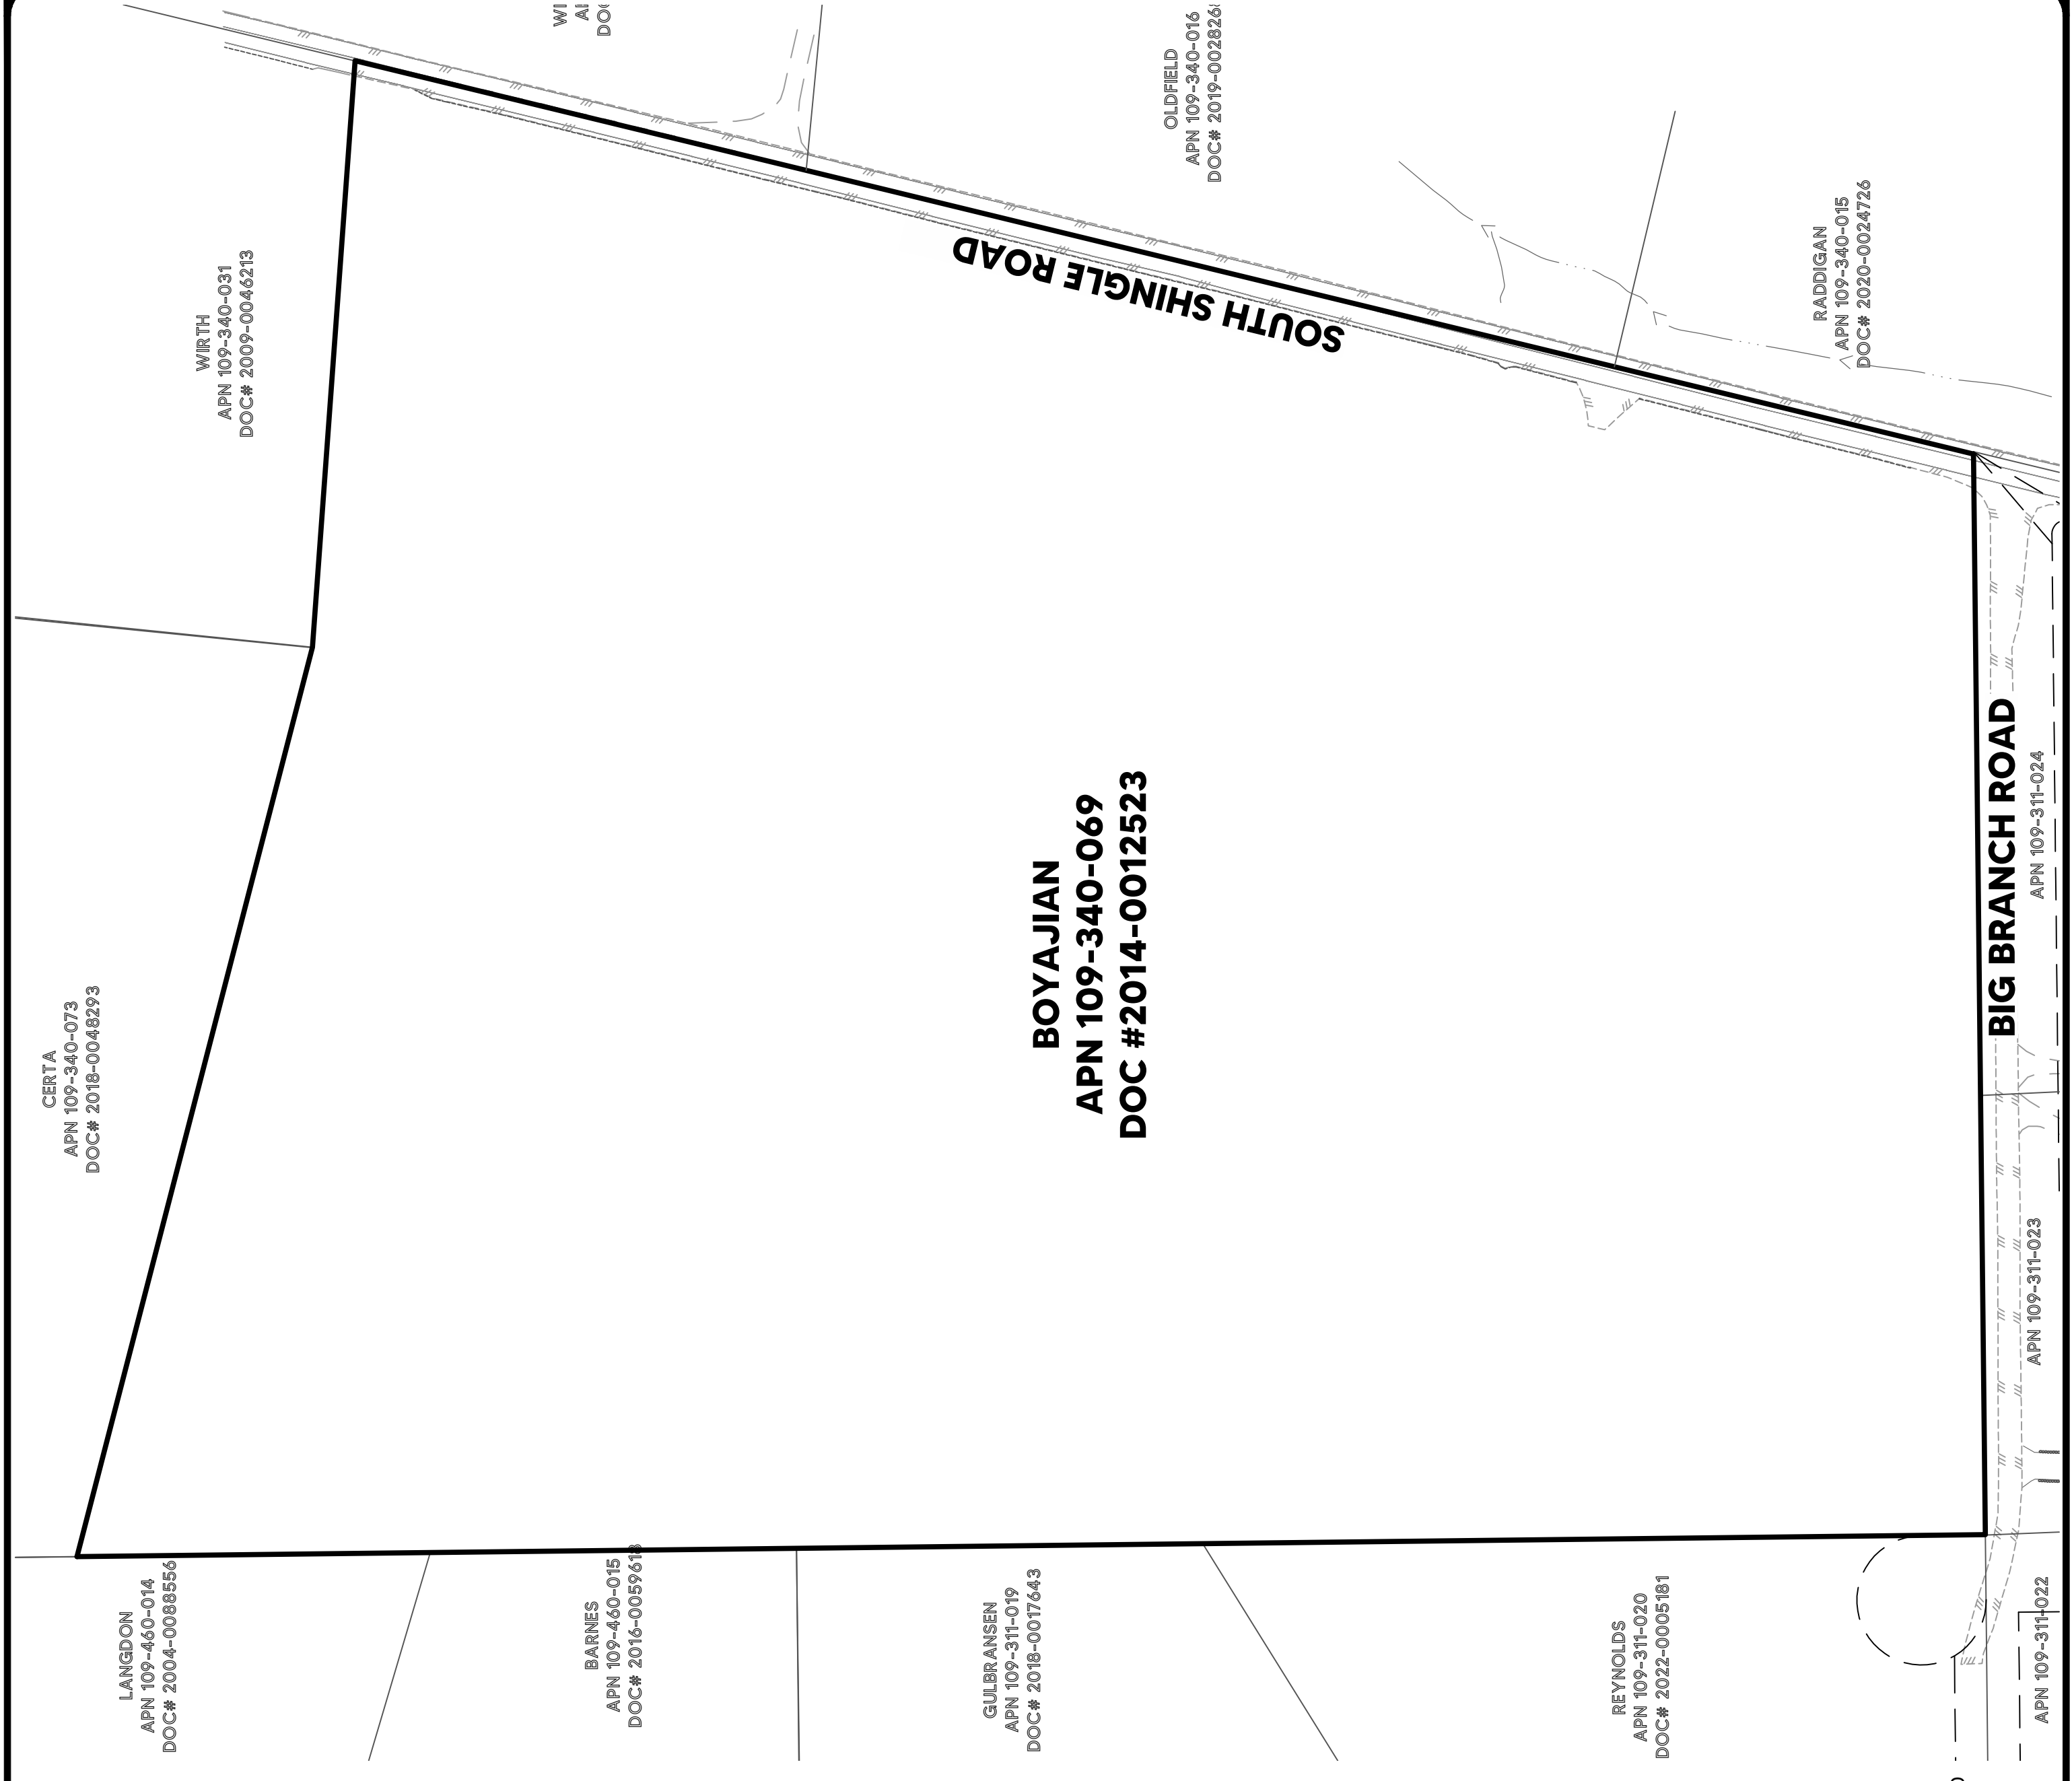 WIRTH
APN 109-340-031
DOC# 2009-0046213
OLDFIELD
APN 109-340-016
RADDIGAN
APN 109-340-015
DOC# 2020-0024726
SOUTH SHINGLE ROAD
CERTA
APN 109-340-073
DOC# 2018-0048293
BOYAJIAN
APN 109-340-069
DOC #2014-0012523
BIG BRANCH ROAD
APN 109-311-024
APN 109-311-023
LANGDON
APN 109-460-014
DOC# 2004-0088556
BARNES
APN 109-460-015
DOC# 2016-0059618
GULBRANSEN
APN 109-311-019
DOC# 2018-0017643
REYNOLDS
APN 109-311-020
DOC# 2022-0005181
APN 109-311-022